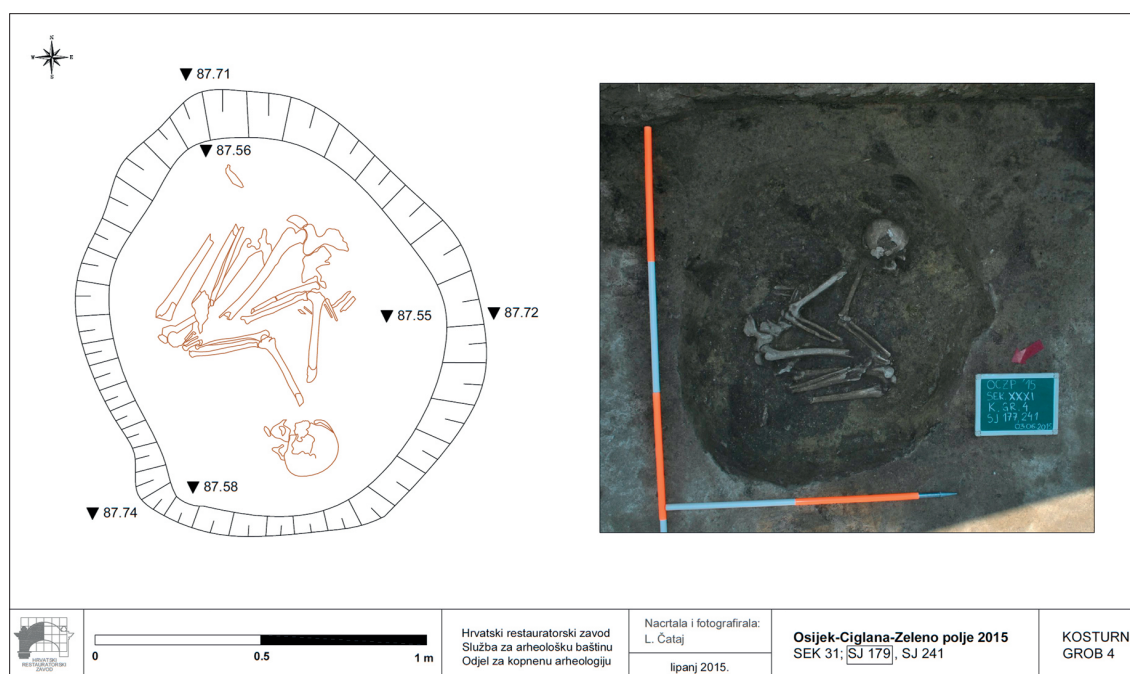 N
W E
S
87.71
87.56
87.55
87.72
87.58
87.74
OCZP '15
SEK XXXI
K. GR. 4
SJ 177, 241
03.06.2015
HRVATSKI
RESTAURATORSKI
ZAVOD
0 0.5 1 m
Hrvatski restauratorski zavod
Služba za arheološku baštinu
Odjel za kopnenu arheologiju
Nacrtala i fotografirala:
L. Čataj
lipanj 2015.
Osijek-Ciglana-Zeleno polje 2015
SEK 31; SJ 179 , SJ 241
KOSTURN
GROB 4